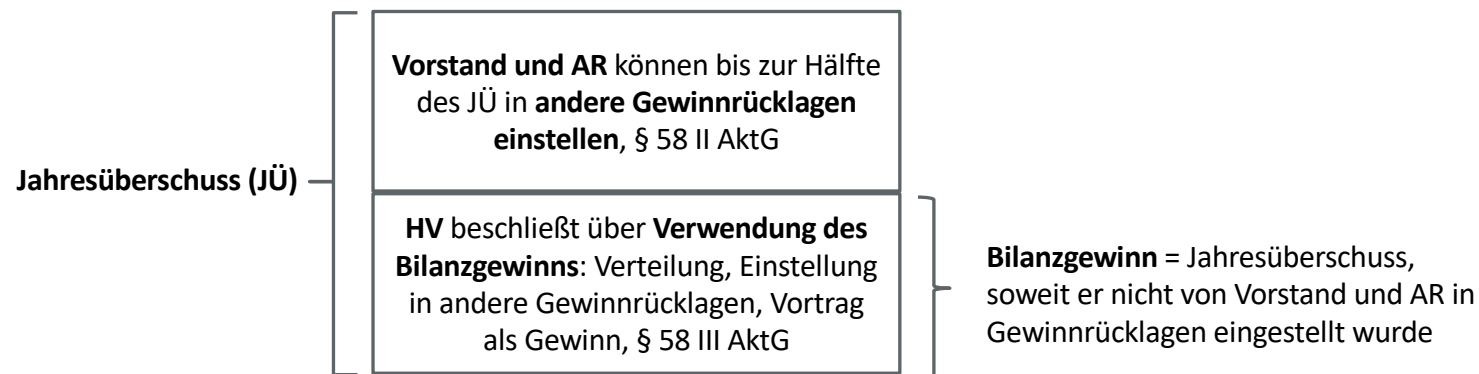 Vorstand und AR können bis zur Hälfte
des JÜ in andere Gewinnrücklagen
einstellen, § 58 II AktG
Jahresüberschuss (JÜ)
HV beschließt über Verwendung des
Bilanzgewinns: Verteilung, Einstellung
in andere Gewinnrücklagen, Vortrag
als Gewinn, § 58 III AktG
Bilanzgewinn = Jahresüberschuss,
soweit er nicht von Vorstand und AR in
Gewinnrücklagen eingestellt wurde